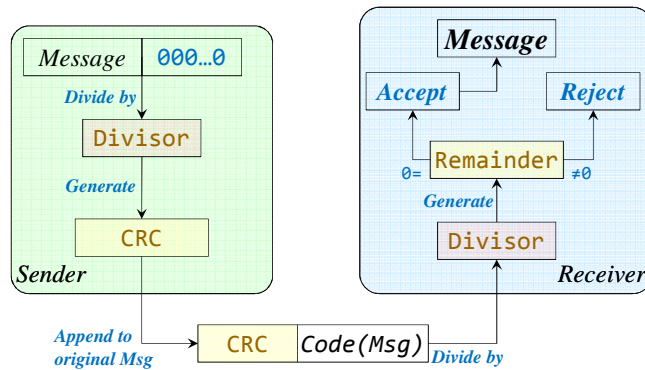 Message 000…0
Divide by
Divisor
Generate
CRC
Sender
Message
Accept
Reject
Remainder
0=
≠0
Generate
Divisor
Receiver
Append to
original Msg
CRC Code(Msg)
Divide by